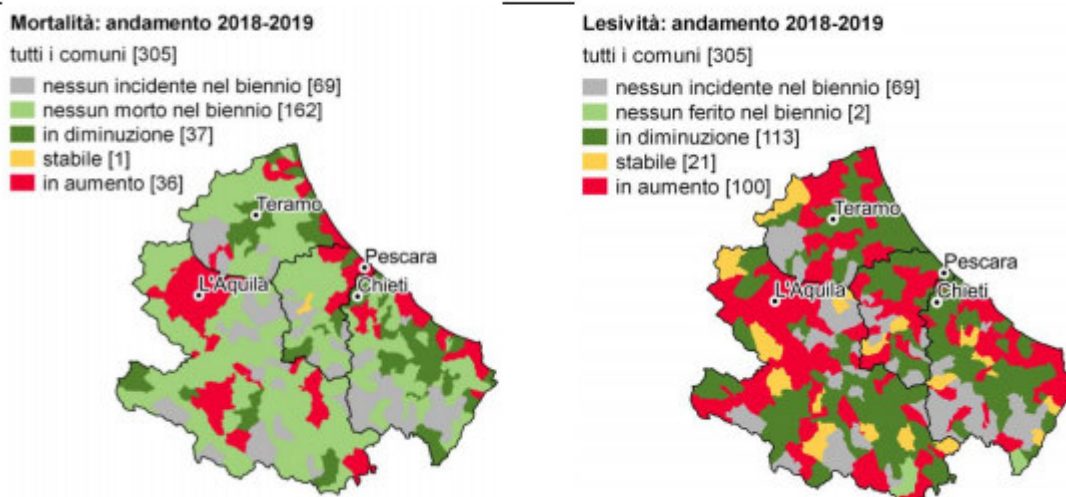 Mortalità: andamento 2018-2019
tutti i comuni [305]
nessun incidente nel biennio [69]
nessun morto nel biennio [162]
in diminuzione [37]
stabile [1]
in aumento [36]
Teramo
Pescara
L'Aquila
Chieti
Lesività: andamento 2018-2019
tutti i comuni [305]
nessun incidente nel biennio [69]
nessun ferito nel biennio [2]
in diminuzione [113]
stabile [21]
in aumento [100]
Teramo
Pescara
L'Aquila
Chieti